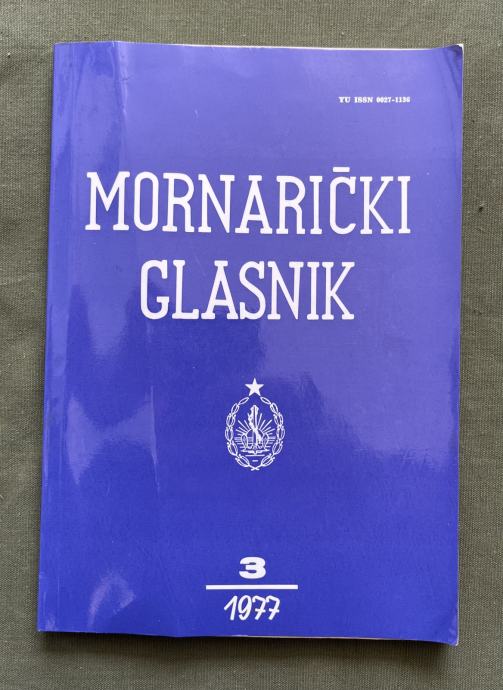 YU ISSN 0027-1136
MORNARIČKI
GLASNIK
3
1977